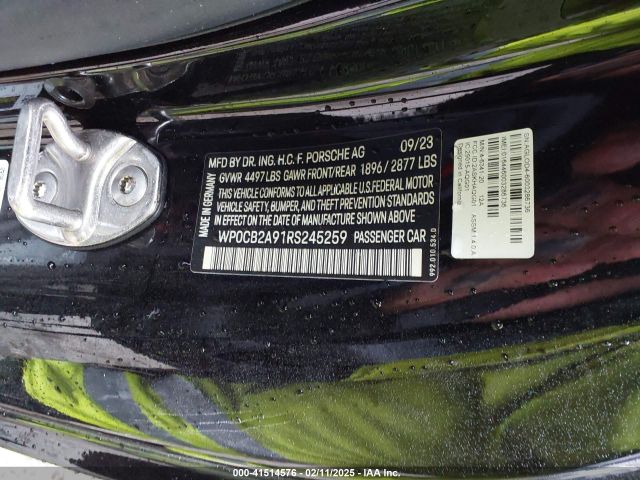 MFD BY DR. ING. H.C. F. PORSCHE AG 09/23
GVWR 4497 LBS GAWR FRONT/REAR 1896 / 2877 LBS
THIS VEHICLE CONFORMS TO ALL APPLICABLE U.S. FEDERAL MOTOR
VEHICLE SAFETY, BUMPER, AND THEFT PREVENTION STANDARDS
IN EFFECT ON THE DATE OF MANUFACTURE SHOWN ABOVE.
WP0CB2A91RS245259 PASSENGER CAR
MADE IN GERMANY
992.010.534.D
Designed in
California
000-41514576 - 02/11/2025 - IAA, Inc.